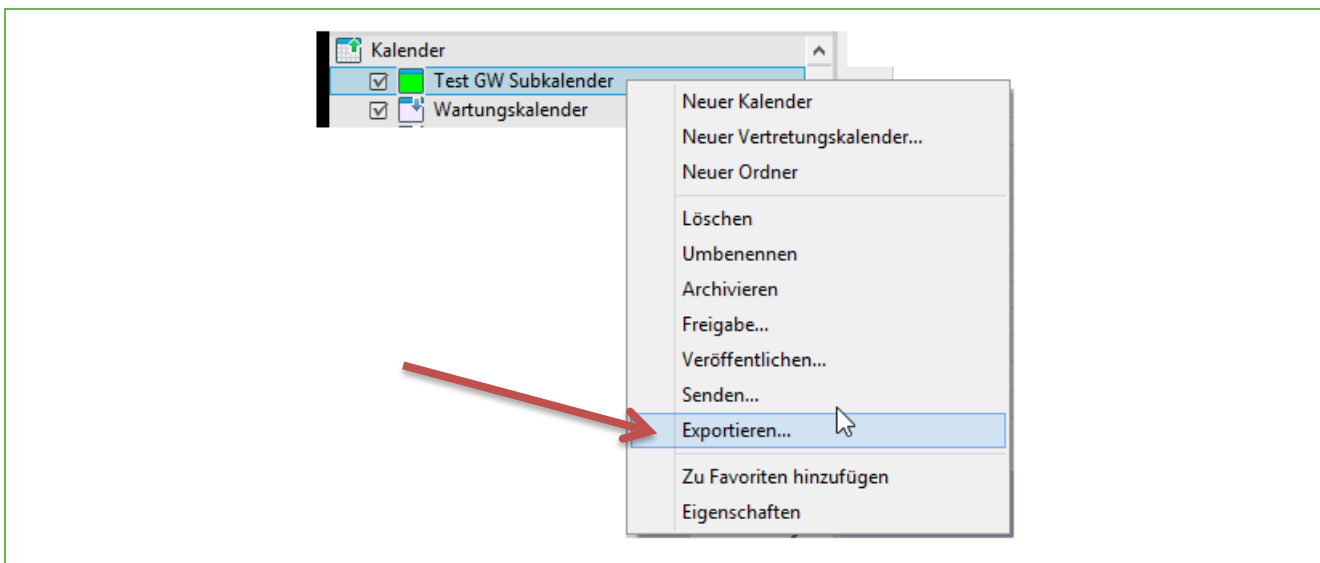 Kalender
Test GW Subkalender
Wartungskalender
Neuer Kalender
Neuer Vertretungskalender...
Neuer Ordner
Löschen
Umbenennen
Archivieren
Freigabe...
Veröffentlichen...
Senden...
Exportieren...
Zu Favoriten hinzufügen
Eigenschaften